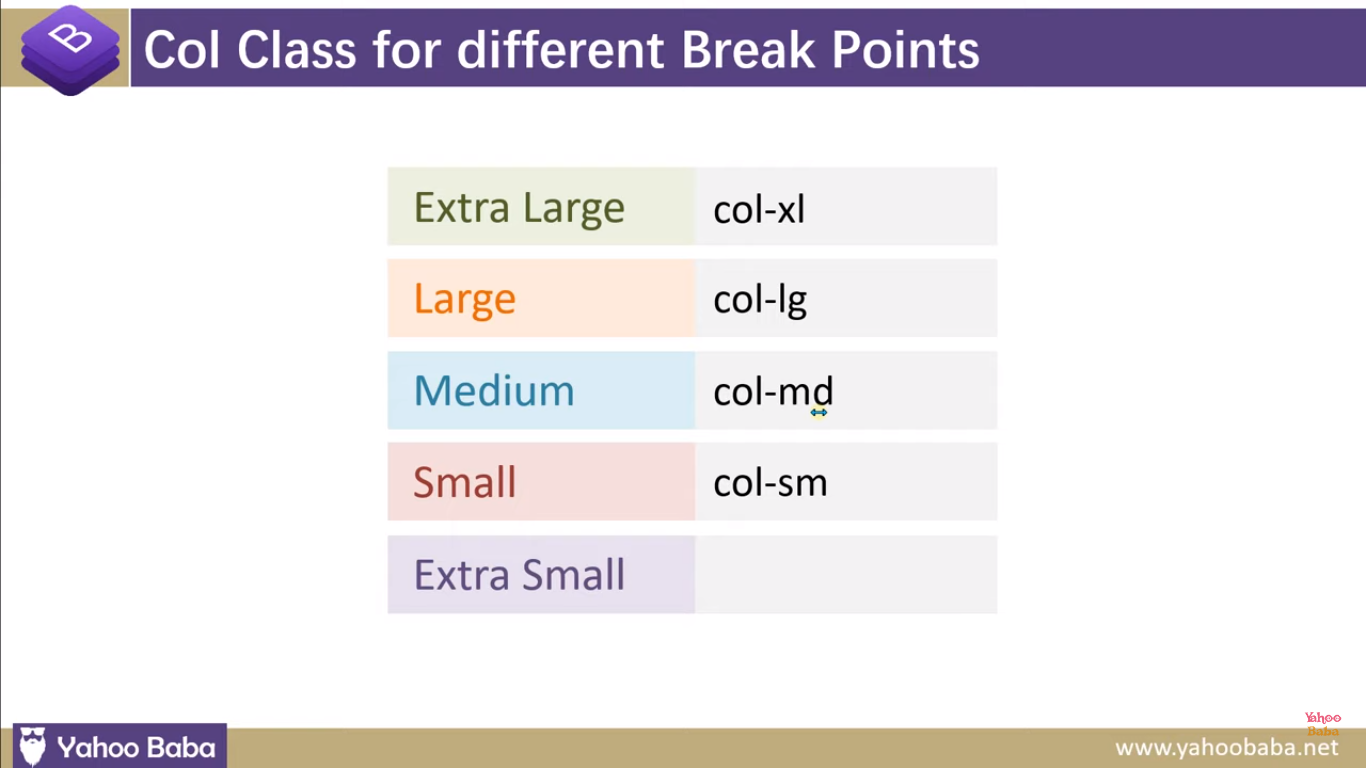 B
Col Class for different Break Points
Extra Large col-xl
Large col-lg
Medium col-md
Small col-sm
Extra Small
Yahoo Baba
www.yahoobaba.net
Yahoo
Baba